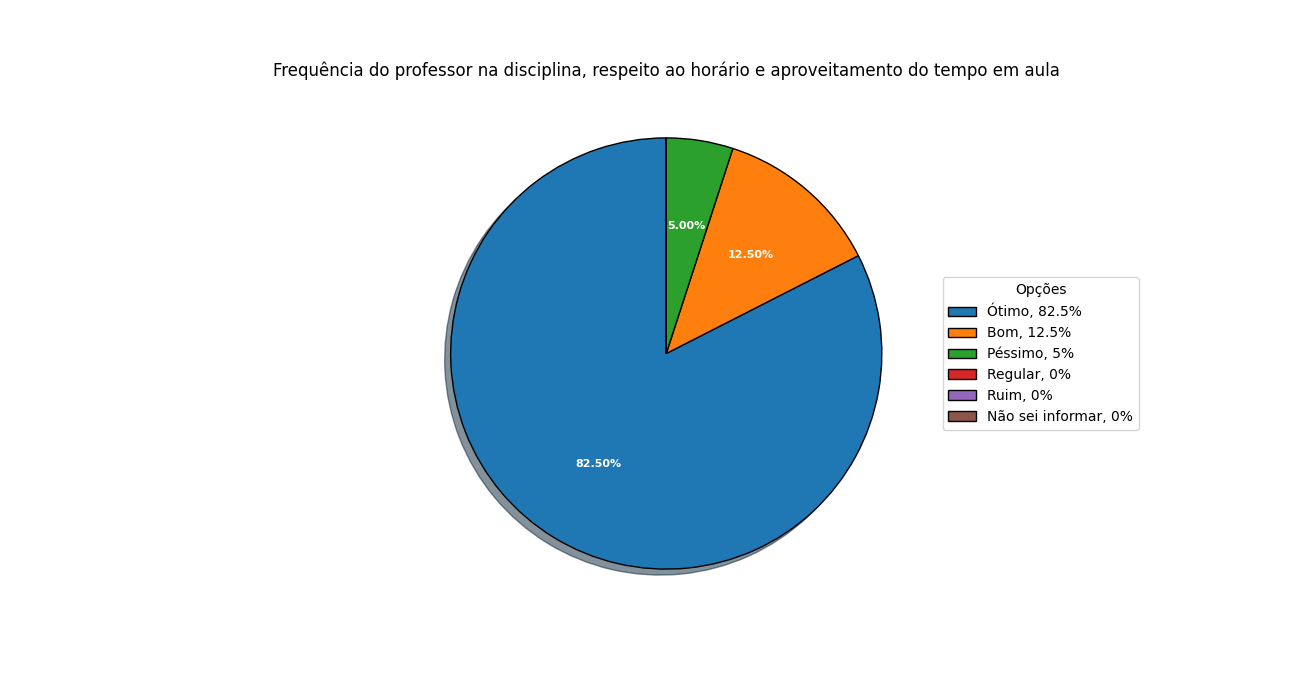 Frequência do professor na disciplina, respeito ao horário e aproveitamento do tempo em aula
5.00%
12.50%
82.50%
Opções
Ótimo, 82.5%
Bom, 12.5%
Péssimo, 5%
Regular, 0%
Ruim, 0%
Não sei informar, 0%